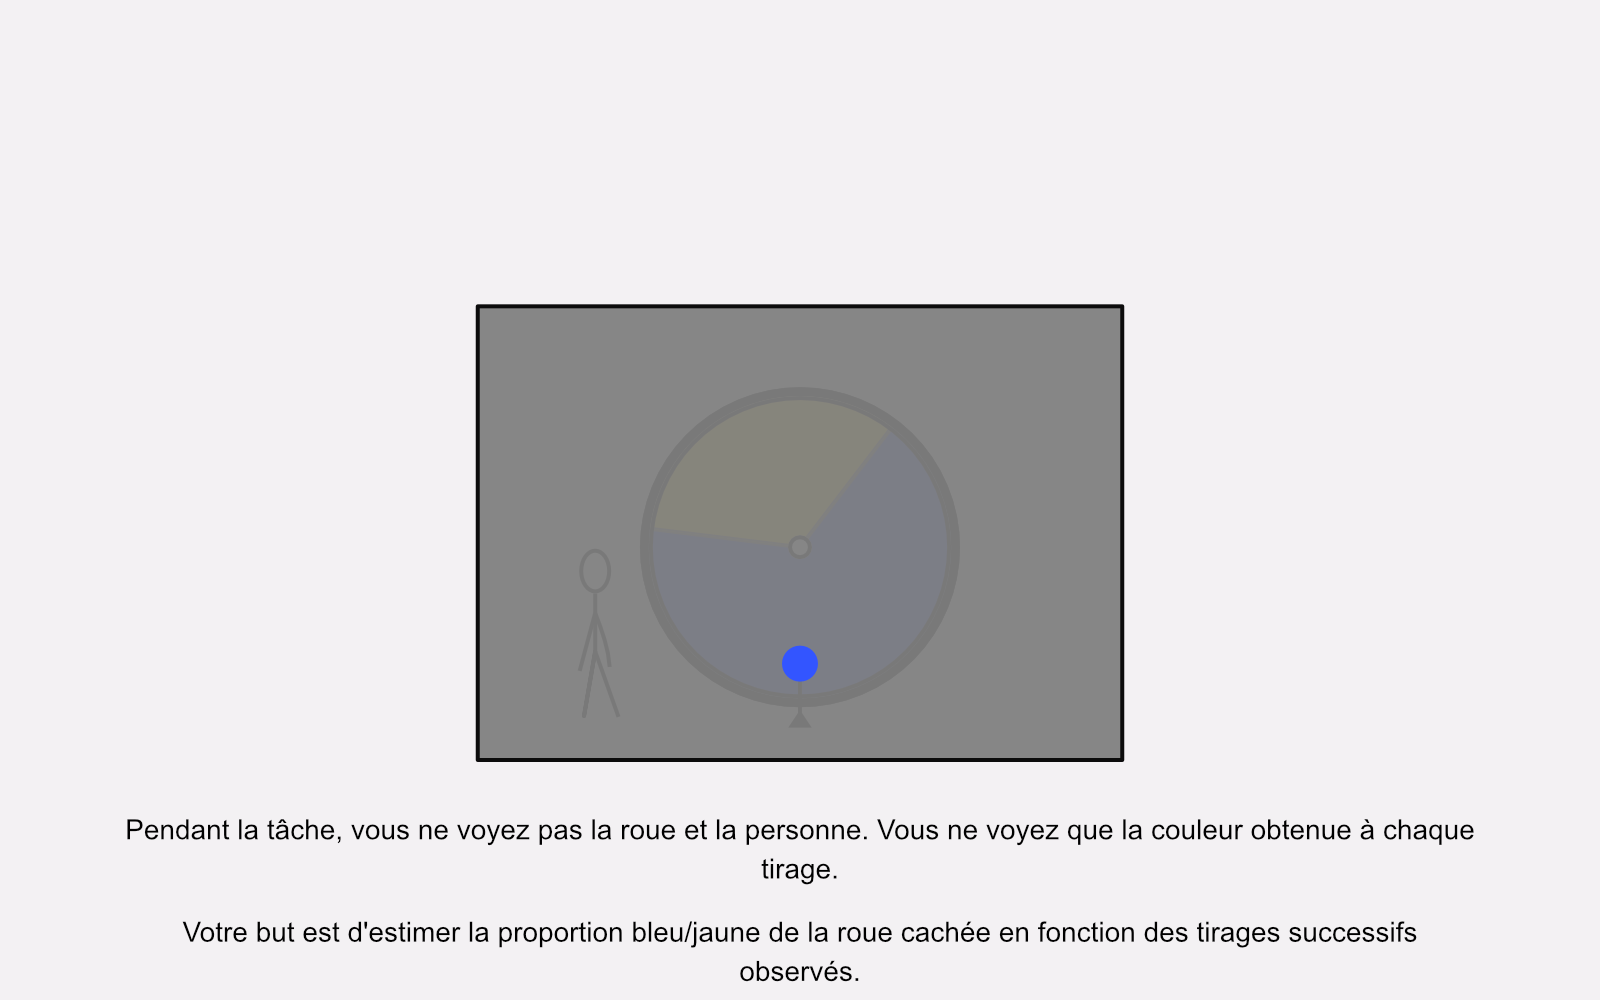 Pendant la tâche, vous ne voyez pas la roue et la personne. Vous ne voyez que la couleur obtenue à chaque
tirage.
Votre but est d'estimer la proportion bleu/jaune de la roue cachée en fonction des tirages successifs
observés.